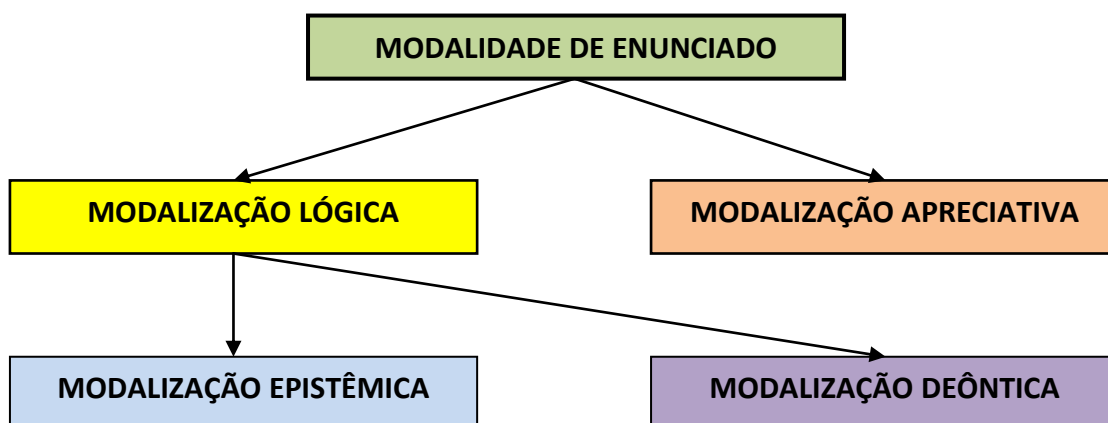 MODALIDADE DE ENUNCIADO
MODALIZAÇÃO LÓGICA
MODALIZAÇÃO APRECIATIVA
MODALIZAÇÃO EPISTÊMICA
MODALIZAÇÃO DEÔNTICA